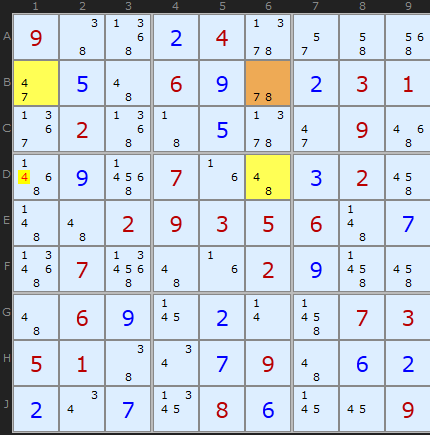 1 2 3 4 5 6 7 8 9
3 1 3 1 3
A 9 6 2 4 5 5 5 6
8 8 7 8 7 8 8
B 4 5 4 6 9 2 3 1
7 8 7 8
1 3 1 3 1 1 3
C 6 2 6 5 4 9 4 6
7 8 8 7 8 7 8
1 1 1
D 4 6 9 4 5 6 7 6 4 3 2 4 5
8 8 8 8
1 1
E 4 4 2 9 3 5 6 4 7
8 8 8
1 3 1 3 1 1
F 4 6 7 4 5 6 4 6 2 9 4 5 4 5
8 8 8 8 8
1 1 1
G 4 6 9 4 5 2 4 4 5 7 3
8 8
3 3
H 5 1 4 7 9 4 6 2
8 8
3 1 3 1
J 2 4 7 4 5 8 6 4 5 4 5 9